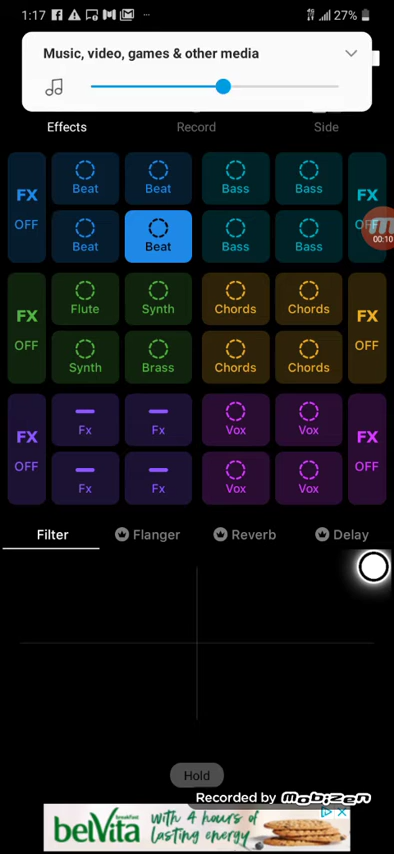 1:17 27%
Music, video, games & other media
Effects Record Side
FX OFF Beat Beat Bass Bass FX OFF
Beat Beat Bass Bass
00:10
FX OFF Flute Synth Chords Chords FX OFF
Synth Brass Chords Chords
FX OFF Fx Fx Vox Vox FX OFF
Fx Fx Vox Vox
Filter Flanger Reverb Delay
Hold
Recorded by Mobizen
breakfast
belVita with 4 hours of
lasting energy